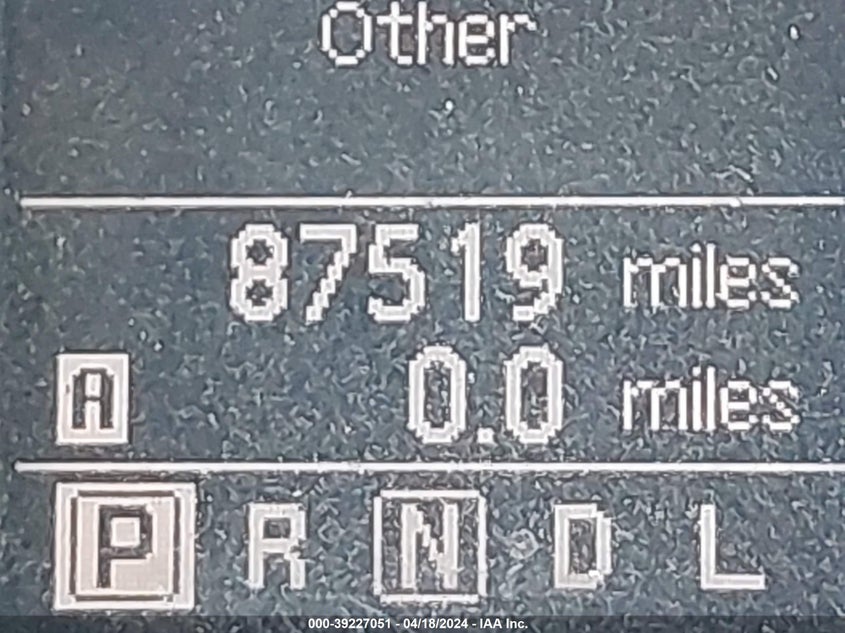 Other
87519 miles
A 0.0 miles
P R N D L
000-39227051 - 04/18/2024 - IAA Inc.